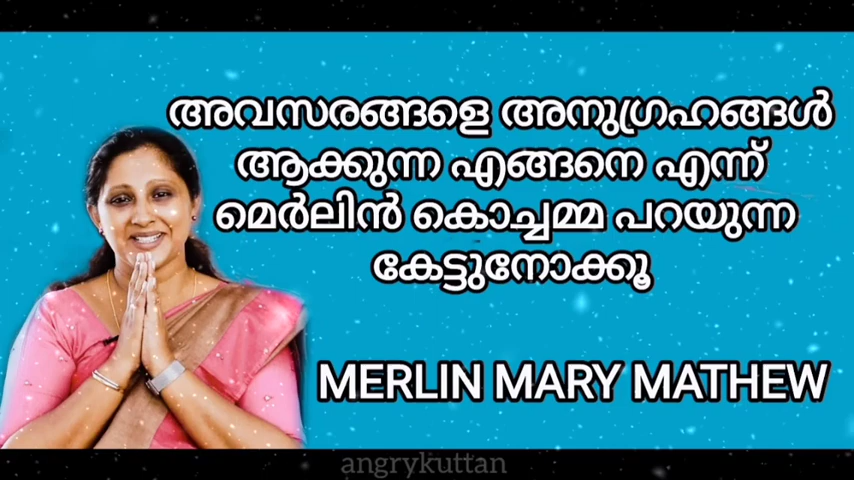 അവസരങ്ങളെ അനുഗ്രഹങ്ങൾ
ആക്കുന്ന എങ്ങനെ എന്ന്
മെർലിൻ കൊച്ചമ്മ പറയുന്ന
കേട്ടുനോക്കൂ
MERLIN MARY MATHEW
angrykuttan